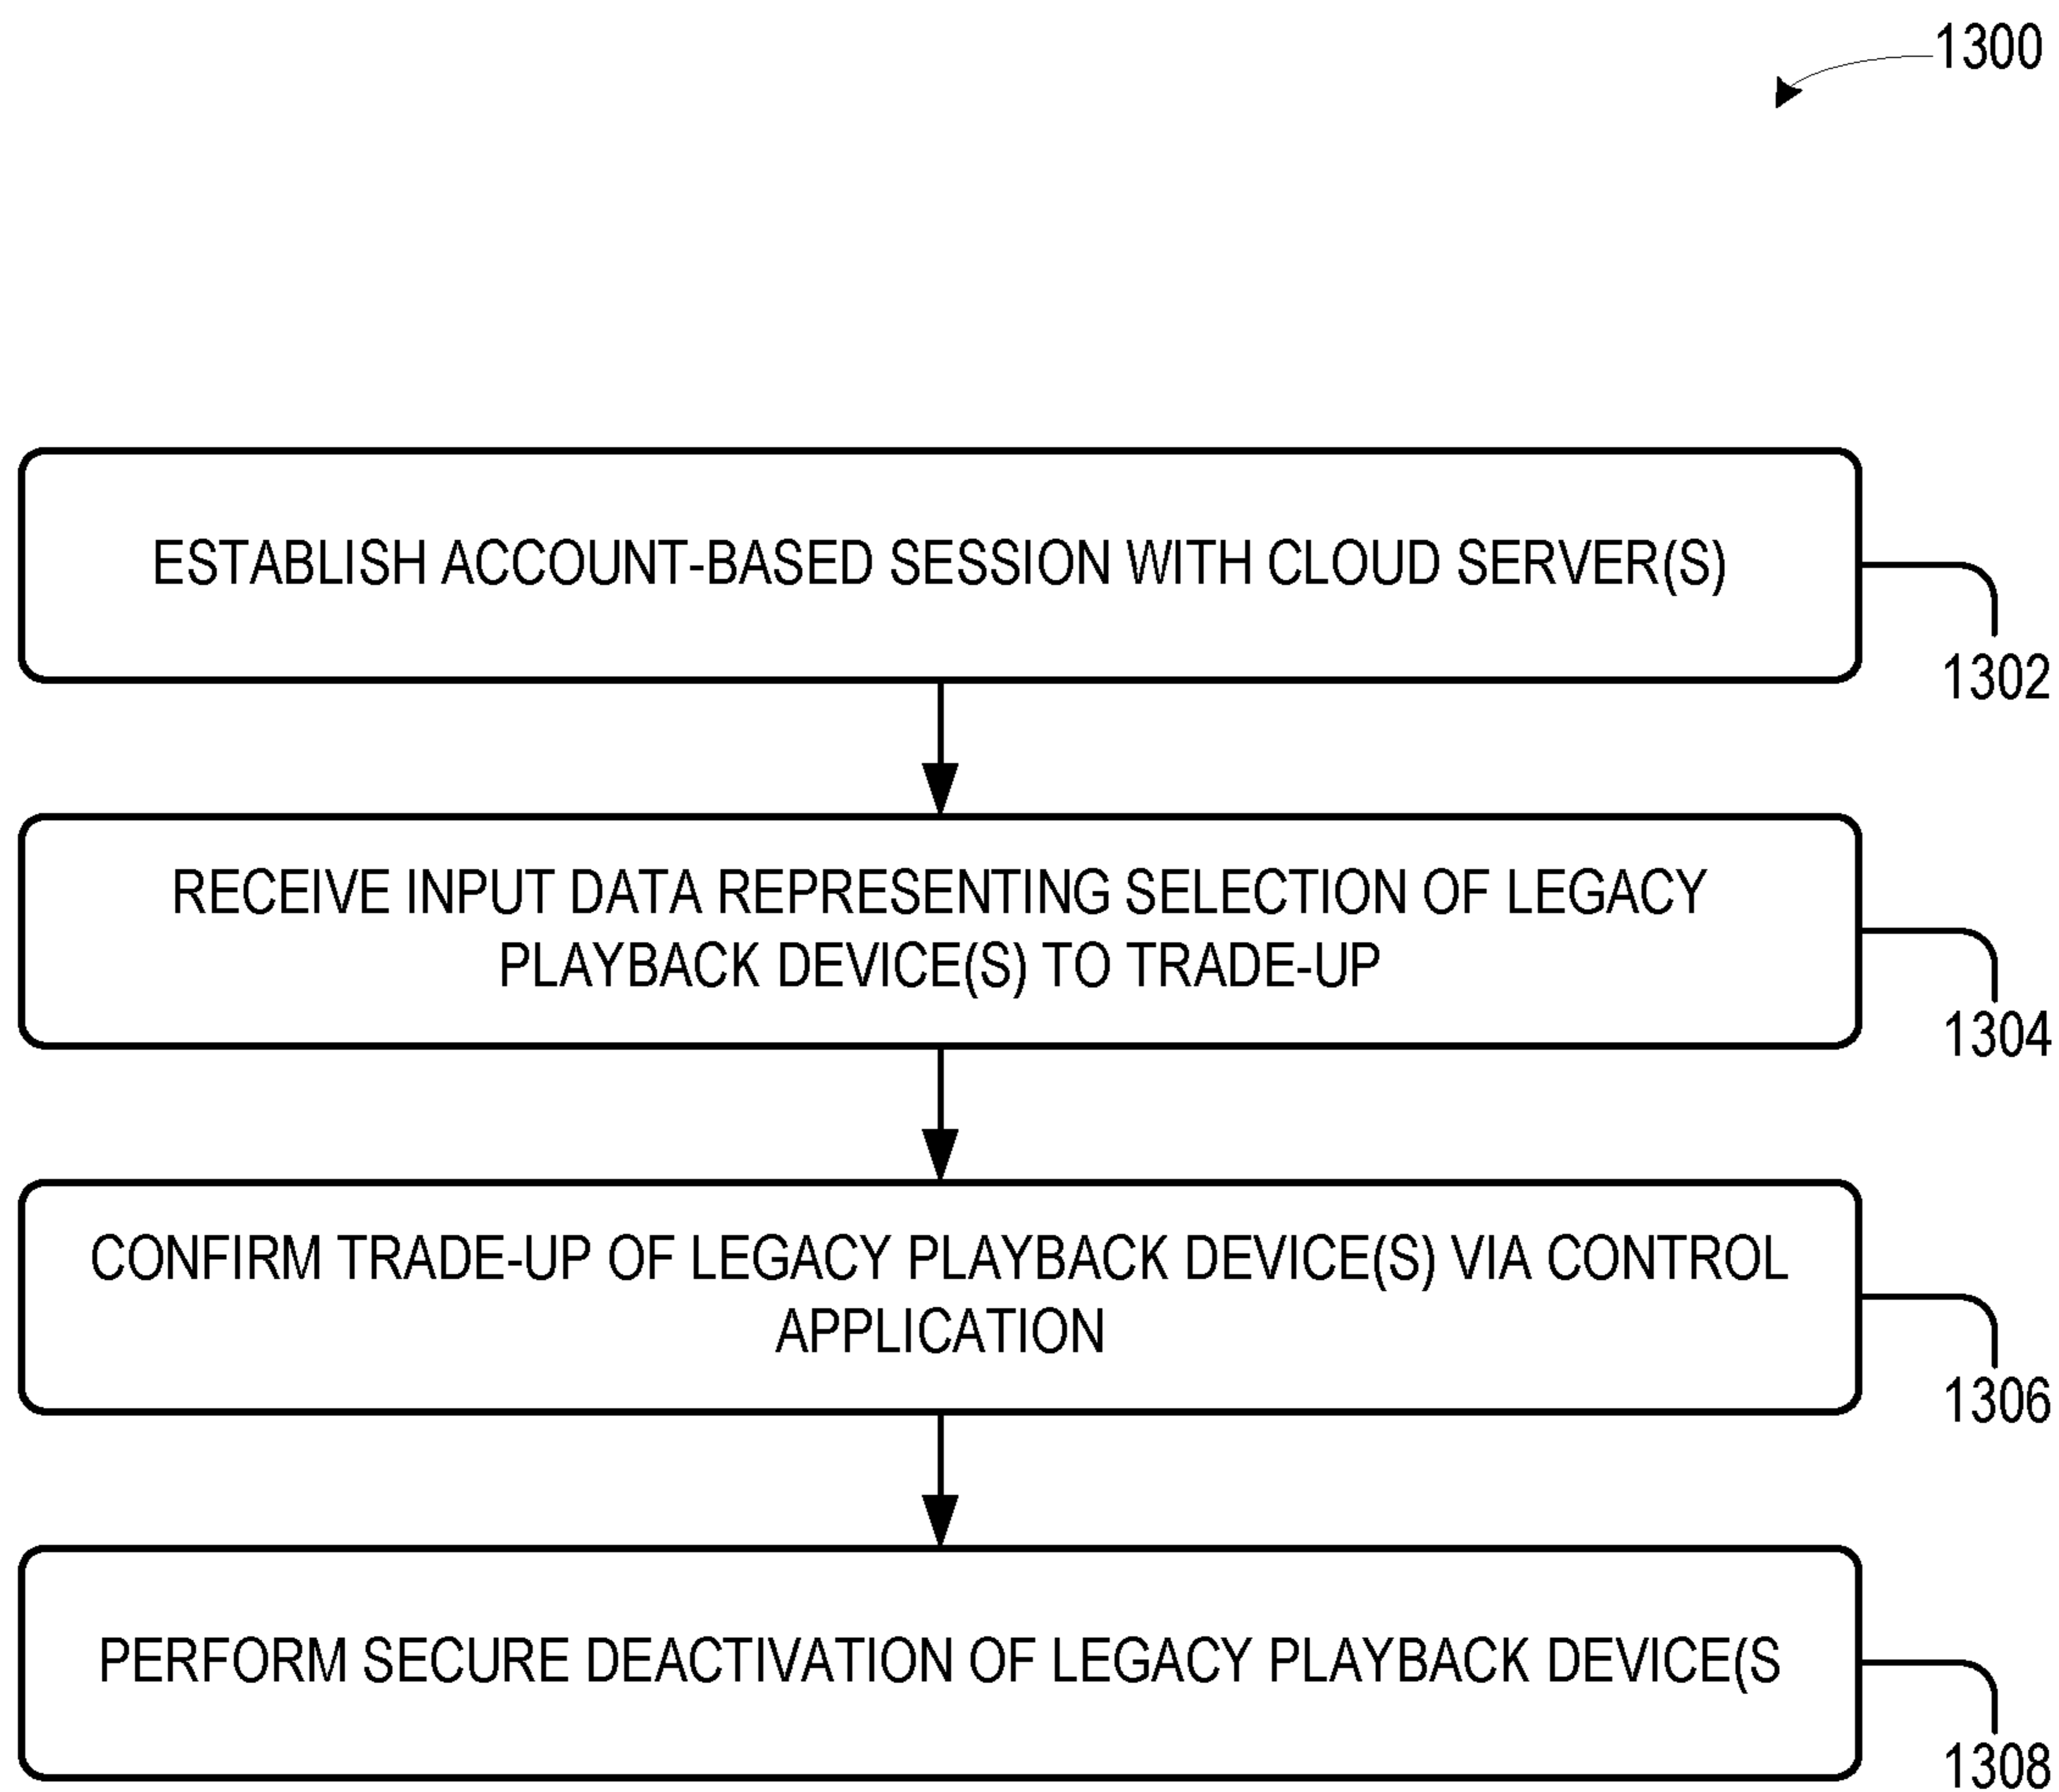 1300
ESTABLISH ACCOUNT-BASED SESSION WITH CLOUD SERVER(S)
1302
RECEIVE INPUT DATA REPRESENTING SELECTION OF LEGACY
PLAYBACK DEVICE(S) TO TRADE-UP
1304
CONFIRM TRADE-UP OF LEGACY PLAYBACK DEVICE(S) VIA CONTROL
APPLICATION
1306
PERFORM SECURE DEACTIVATION OF LEGACY PLAYBACK DEVICE(S
1308